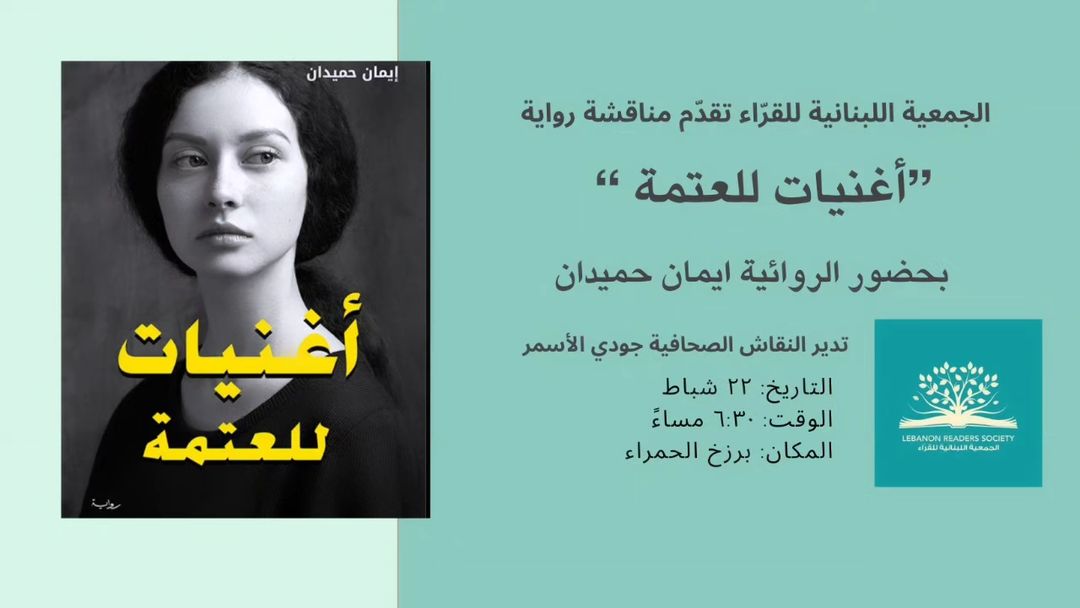 إيمان حميدان
أغنيات
للعتمة
رواية
الجمعية اللبنانية للقرّاء تقدّم مناقشة رواية
”أغنيات للعتمة “
بحضور الروائية ايمان حميدان
تدير النقاش الصحافية جودي الأسمر
التاريخ: ٢٢ شباط
الوقت: ٦:٣٠ مساءً
المكان: برزخ الحمراء
LEBANON READERS SOCIETY
الجمعية اللبنانية للقرّاء